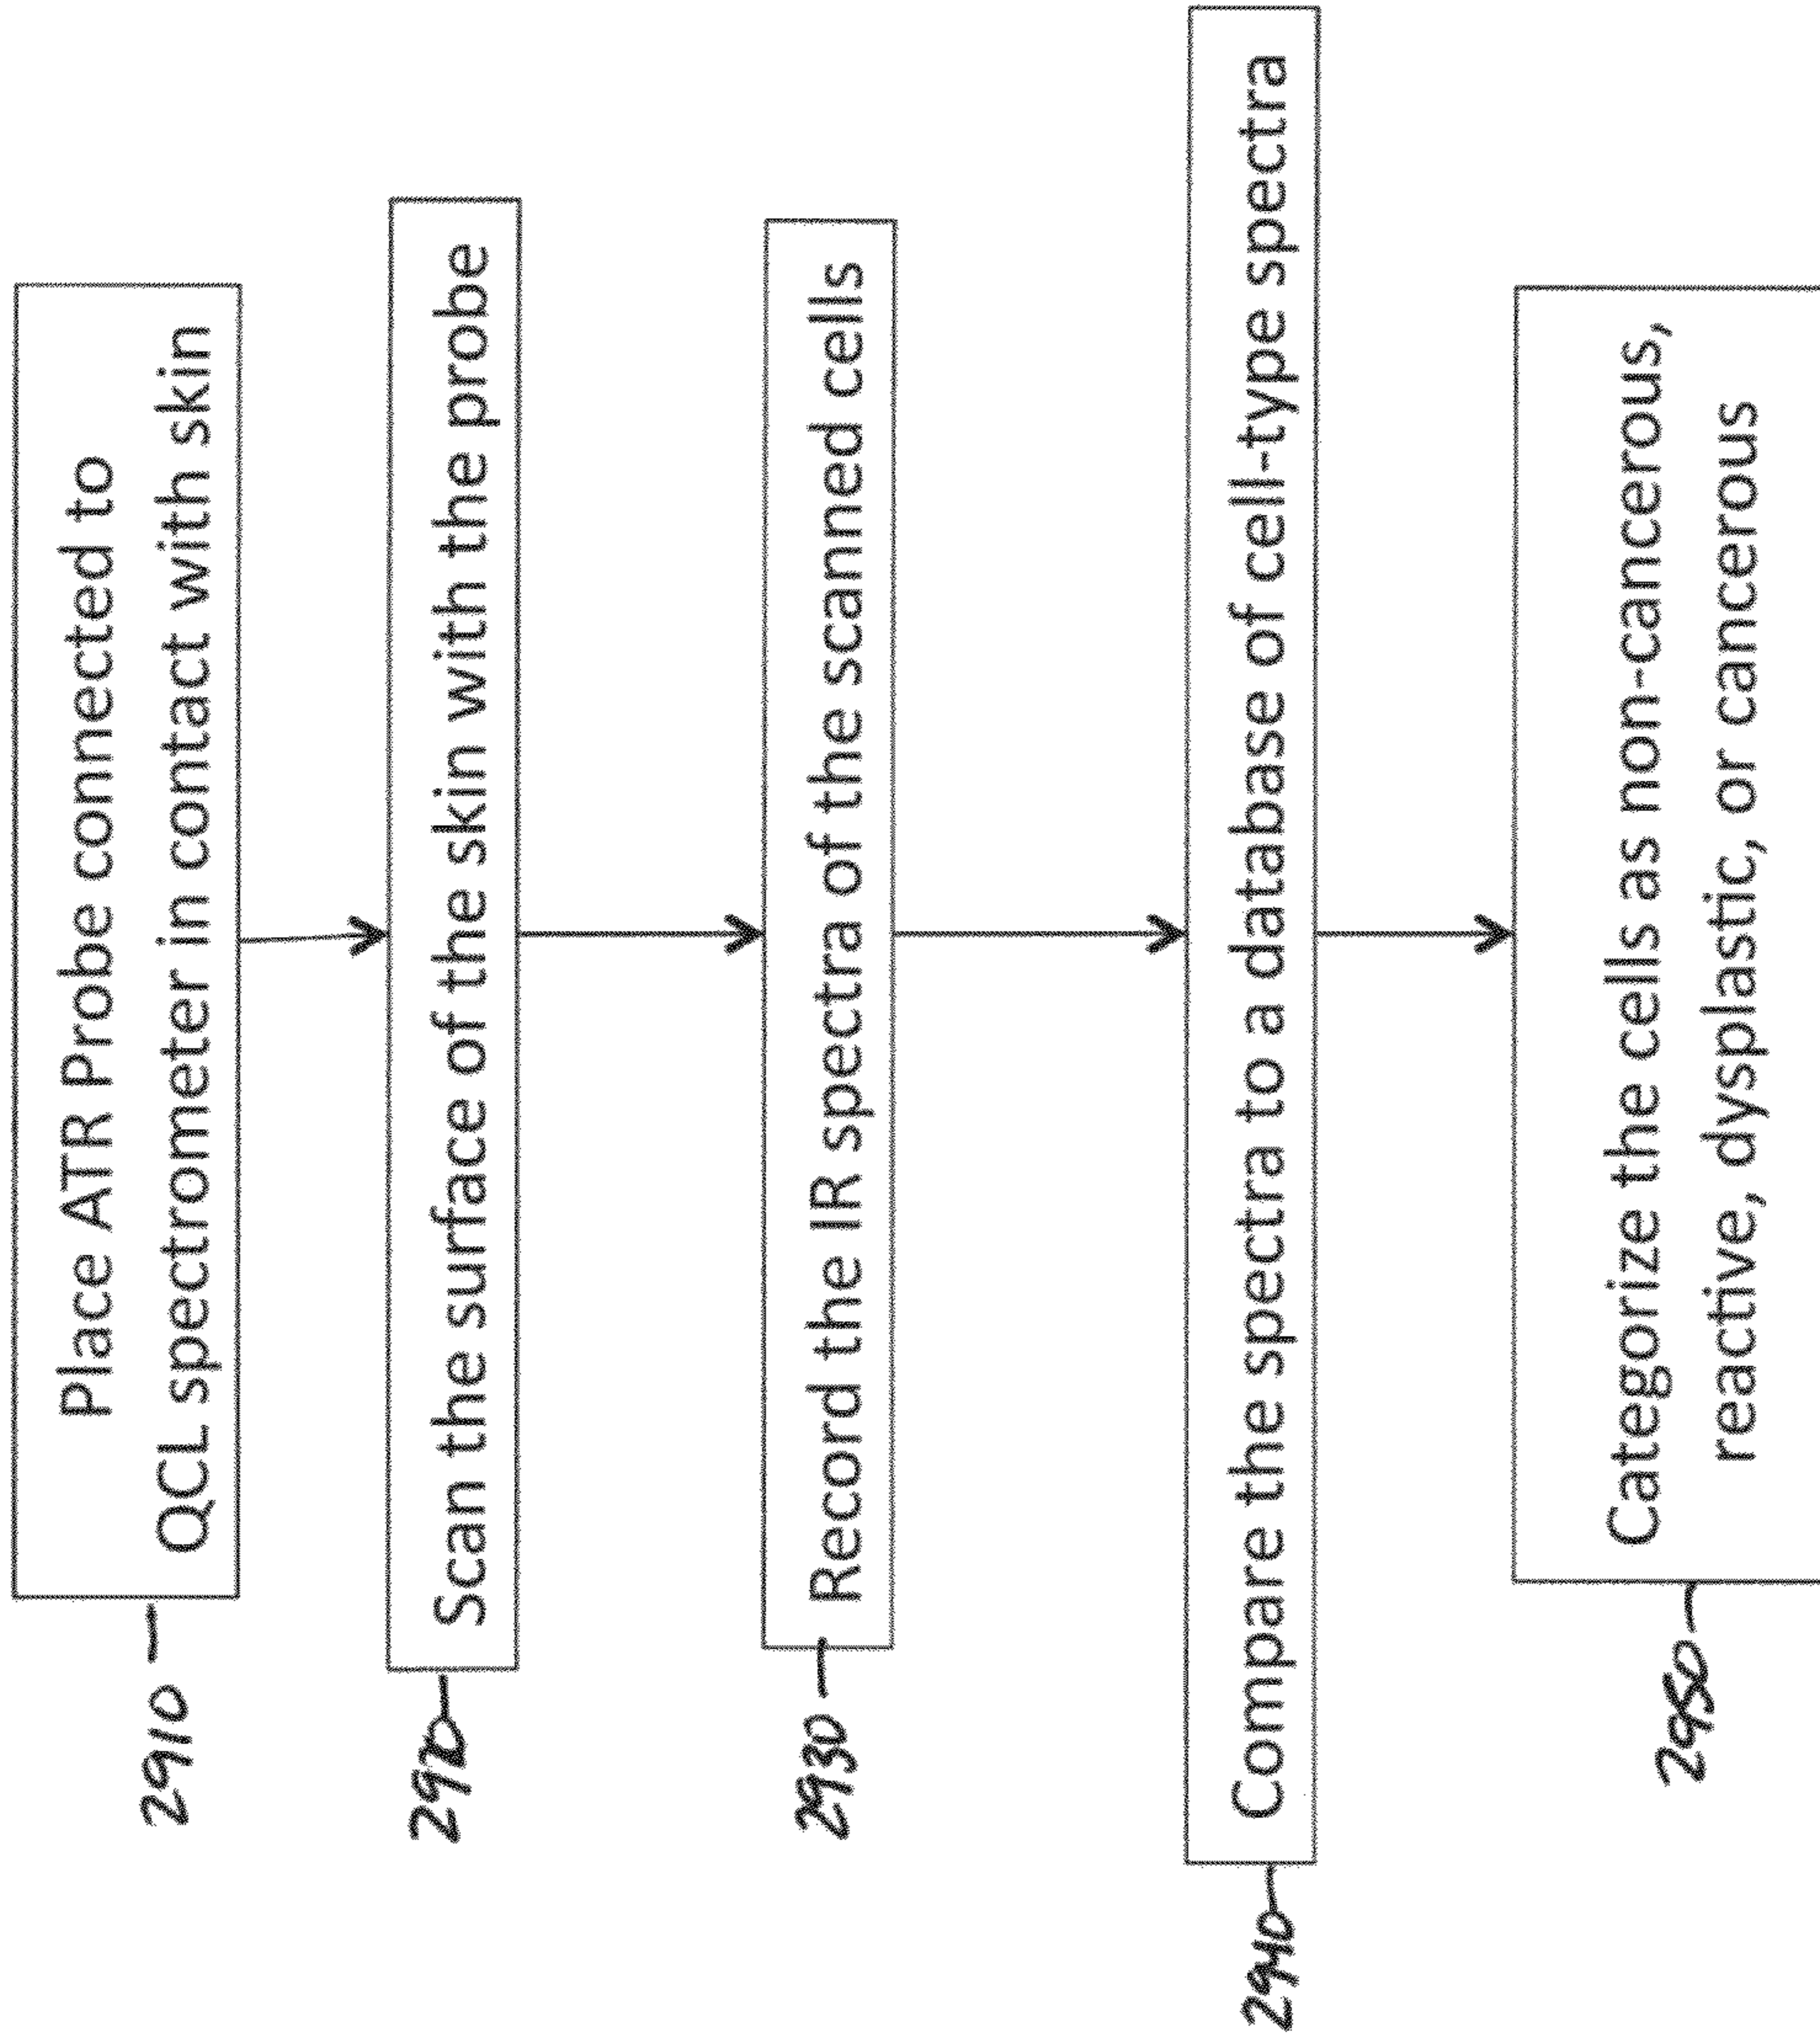 2910
Place ATR Probe connected to
QCL spectrometer in contact with skin
2920
Scan the surface of the skin with the probe
2930
Record the IR spectra of the scanned cells
2940
Compare the spectra to a database of cell-type spectra
2950
Categorize the cells as non-cancerous,
reactive, dysplastic, or cancerous